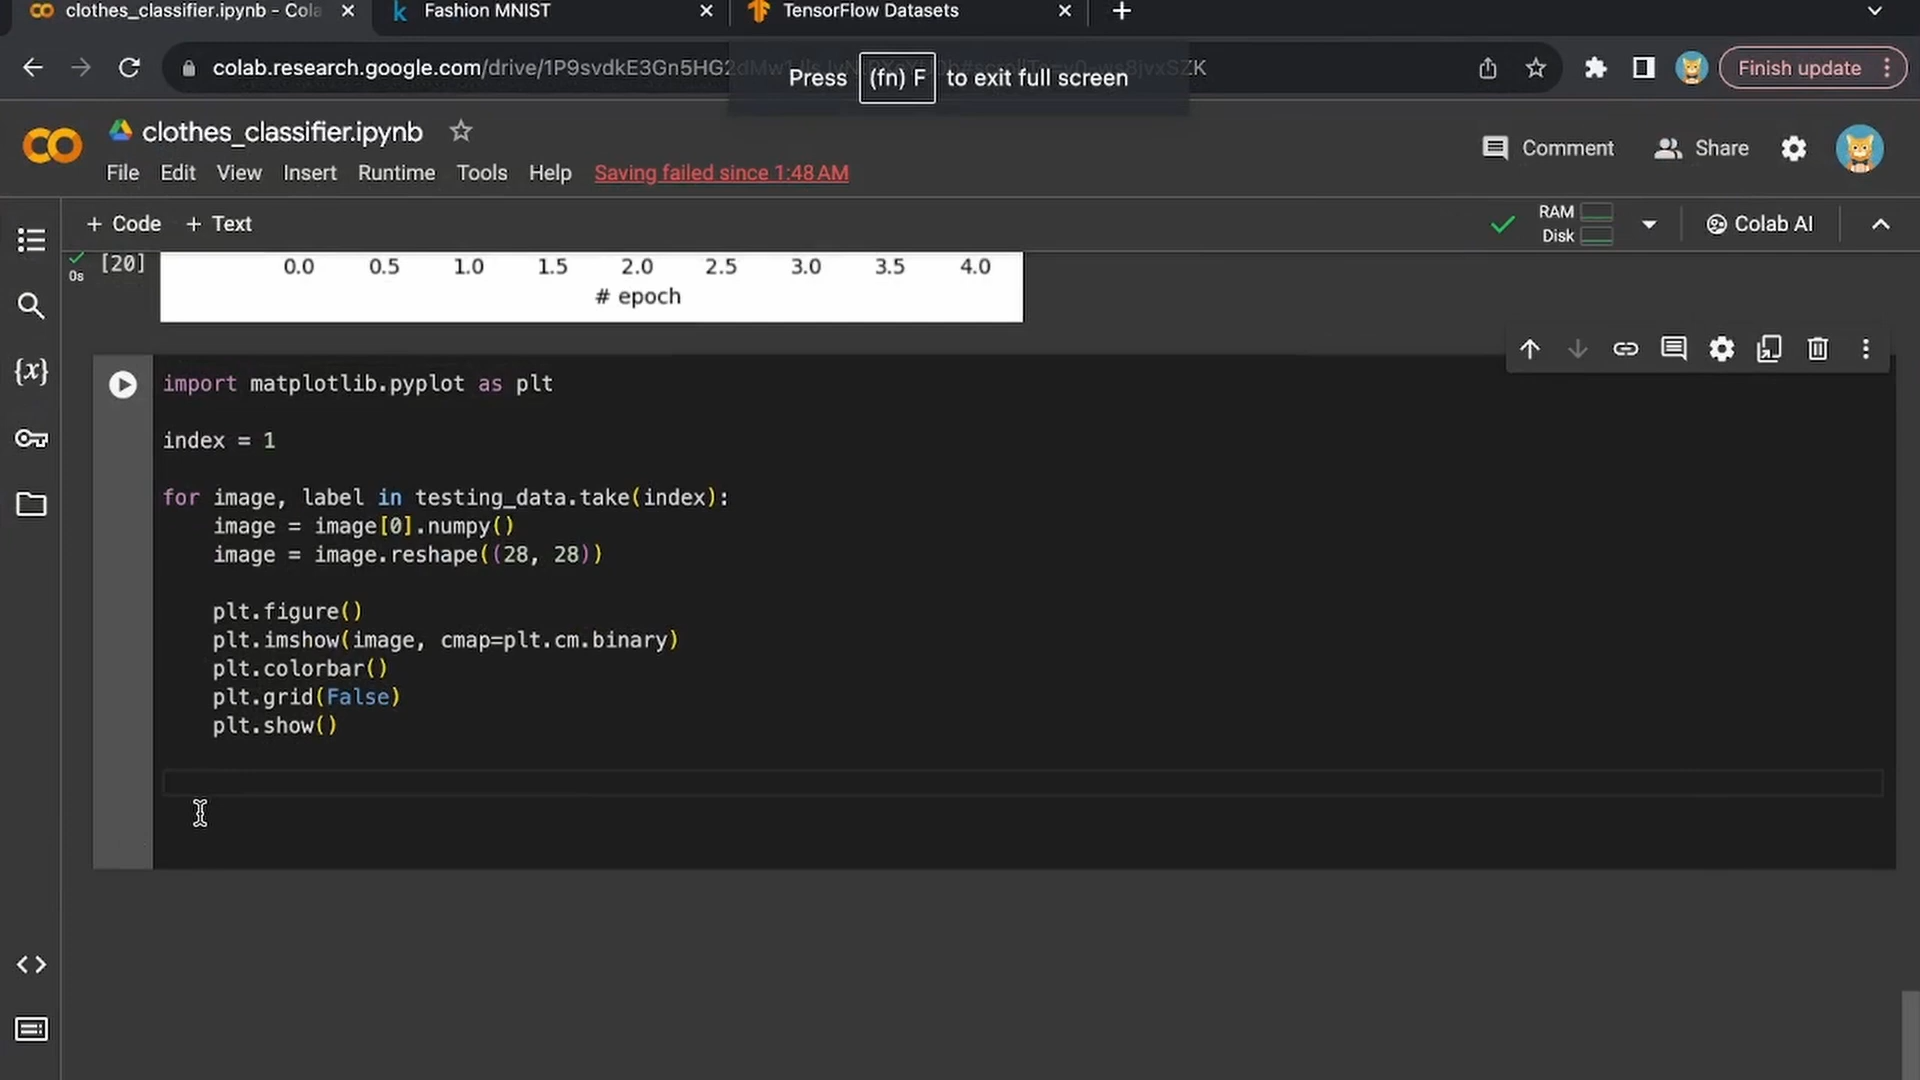 clothes_classifier.ipynb - Cola
Fashion MNIST
TensorFlow Datasets
colab.research.google.com/drive/1P9svdkE3Gn5HG2
Finish update
Press (fn) F to exit full screen
clothes_classifier.ipynb
Comment
Share
File Edit View Insert Runtime Tools Help Saving failed since 1:48 AM
+ Code + Text
RAM
Disk
Colab AI
[20]
0s
0.0 0.5 1.0 1.5 2.0 2.5 3.0 3.5 4.0
# epoch
import matplotlib.pyplot as plt
index = 1
for image, label in testing_data.take(index):
image = image[0].numpy()
image = image.reshape((28, 28))
plt.figure()
plt.imshow(image, cmap=plt.cm.binary)
plt.colorbar()
plt.grid(False)
plt.show()